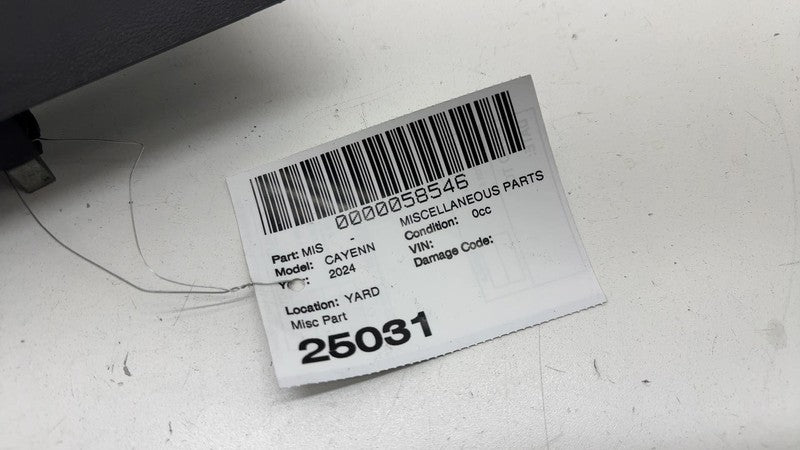 0000058546
Part: MIS - MISCELLANEOUS PARTS
Model: CAYENN Condition: 0cc
2024 VIN:
Damage Code:
Location: YARD
Misc Part
25031